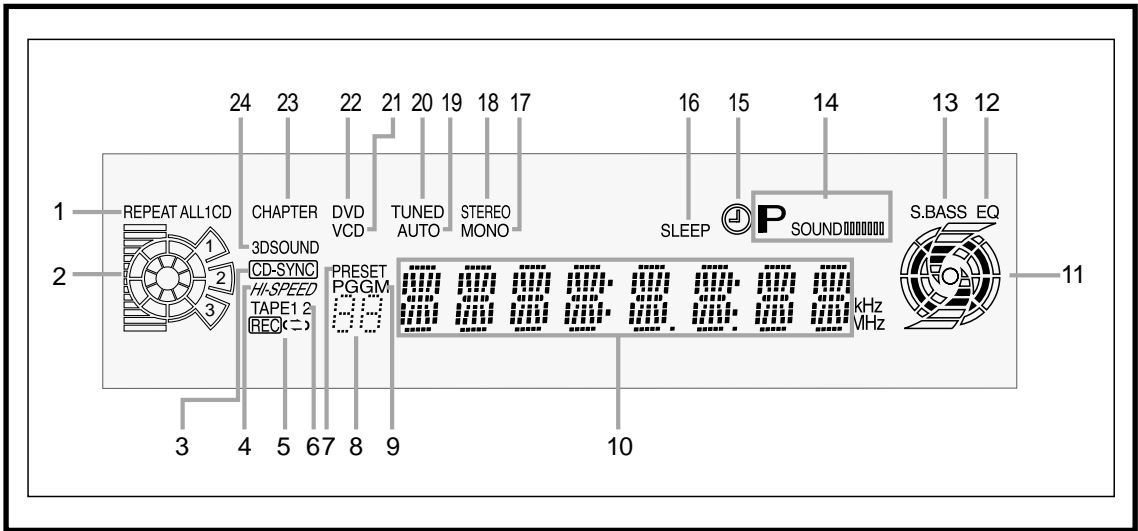 24 23 22 21 20 19 18 17 16 15 14 13 12
1 REPEAT ALL1CD CHAPTER DVD TUNED STEREO P S.BASS EQ
VCD AUTO MONO SLEEP SOUND
3DSOUND 1
2 CD-SYNC 2 PRESET 11
HI-SPEED PGGM
TAPE1 2 3 kHz
REC MHz
3 4 5 6 7 8 9 10